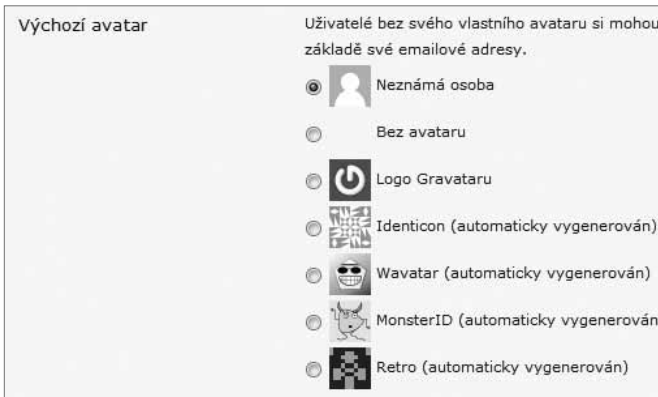 Výchozí avatar
Uživatelé bez svého vlastního avataru si mohou
základě své emailové adresy.
Neznámá osoba
Bez avataru
Logo Gravataru
Identicon (automaticky vygenerován)
Wavatar (automaticky vygenerován)
MonsterID (automaticky vygenerován
Retro (automaticky vygenerován)